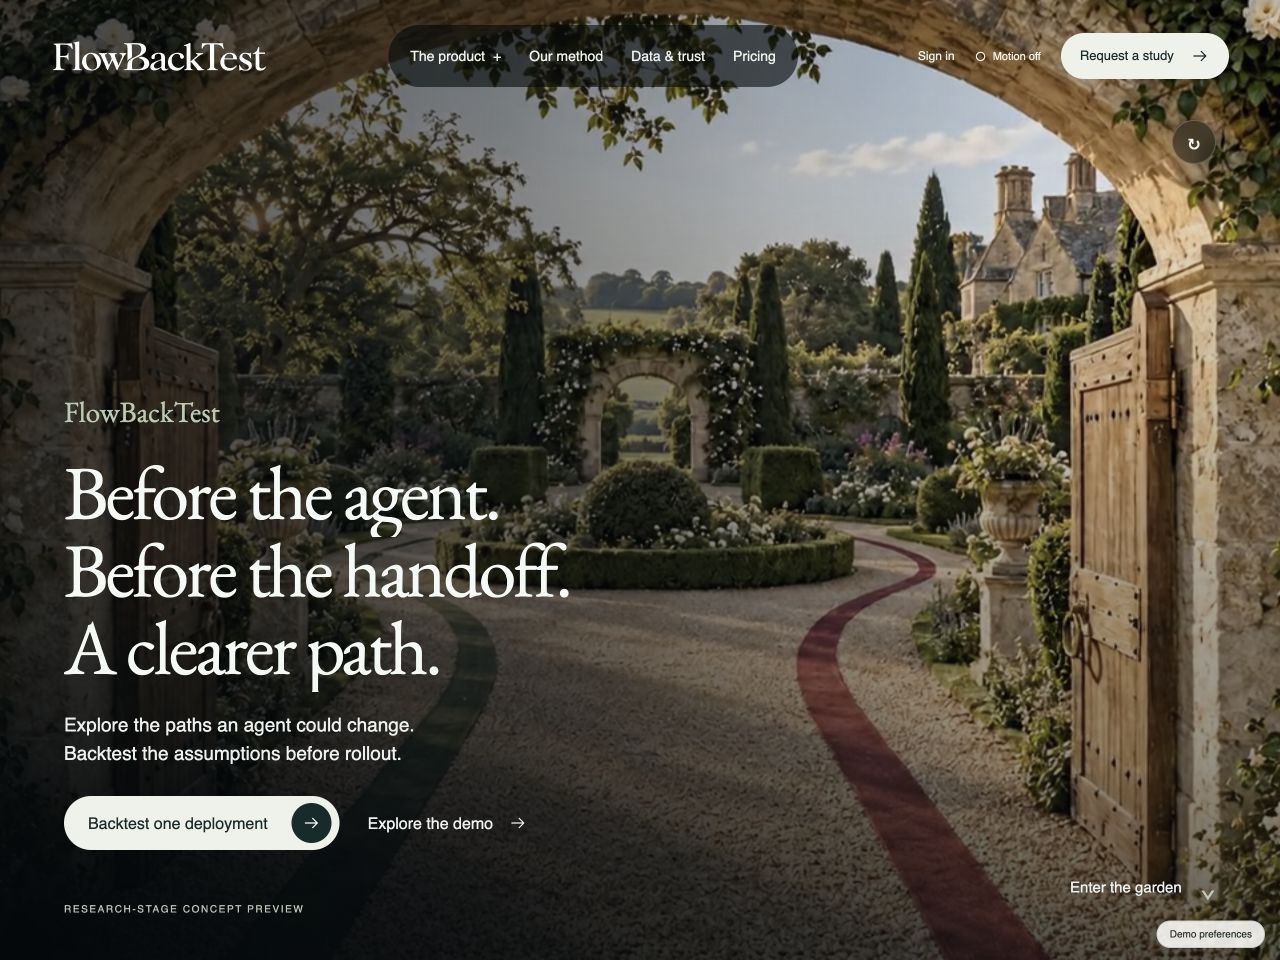 FlowBackTest
The product +
Our method
Data & trust
Pricing
Sign in
Motion off
Request a study →
↻
FlowBackTest
Before the agent.
Before the handoff.
A clearer path.
Explore the paths an agent could change.
Backtest the assumptions before rollout.
Backtest one deployment →
Explore the demo →
Enter the garden
RESEARCH-STAGE CONCEPT PREVIEW
Demo preferences